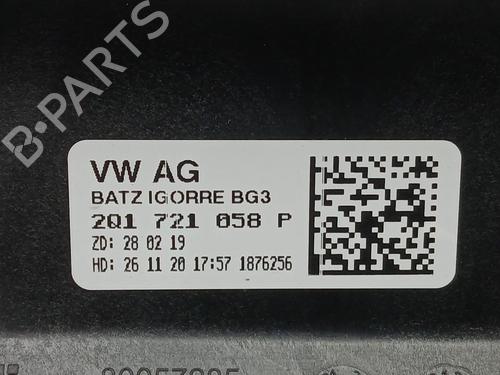 B-PARTS
VW AG
BATZ IGORRE BG3
2Q1 721 058 P
ZD: 28 02 19
HD: 26 11 20 17:57 1876256